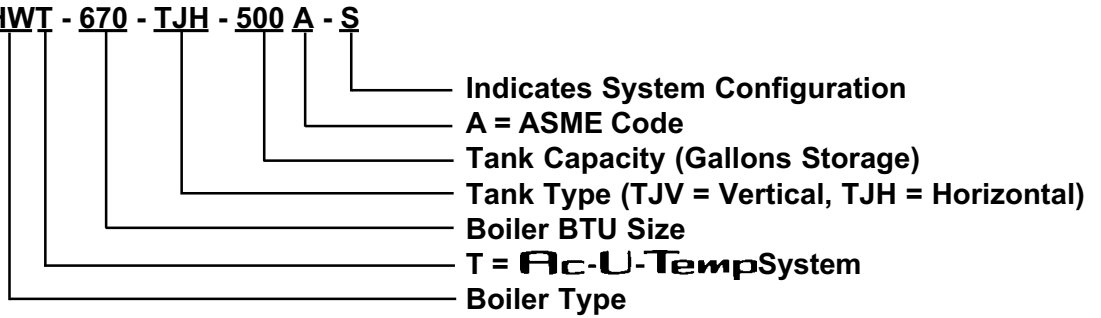 HWT - 670 - TJH - 500 A - S
Indicates System Configuration
A = ASME Code
Tank Capacity (Gallons Storage)
Tank Type (TJV = Vertical, TJH = Horizontal)
Boiler BTU Size
T = Ac-U-Temp System
Boiler Type